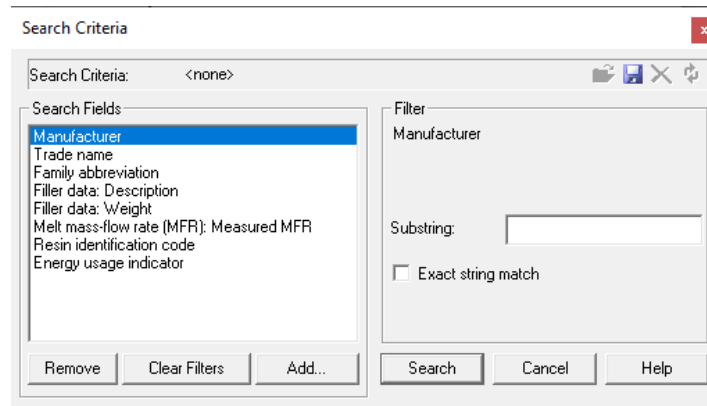 Search Criteria
x
Search Criteria: <none>
Search Fields
Manufacturer
Trade name
Family abbreviation
Filler data: Description
Filler data: Weight
Melt mass-flow rate (MFR): Measured MFR
Resin identification code
Energy usage indicator
Remove
Clear Filters
Add...
Filter
Manufacturer
Substring:
Exact string match
Search
Cancel
Help